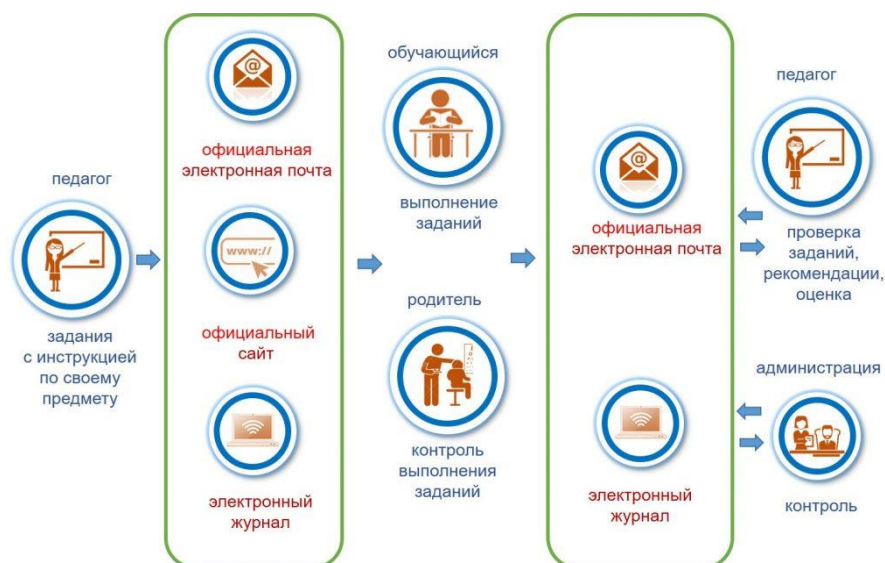 педагог
задания
с инструкцией
по своему
предмету
@
официальная
электронная почта
www://
официальный
сайт
электронный
журнал
обучающийся
выполнение
заданий
родитель
контроль
выполнения
заданий
@
официальная
электронная почта
электронный
журнал
педагог
проверка
заданий,
рекомендации,
оценка
администрация
контроль